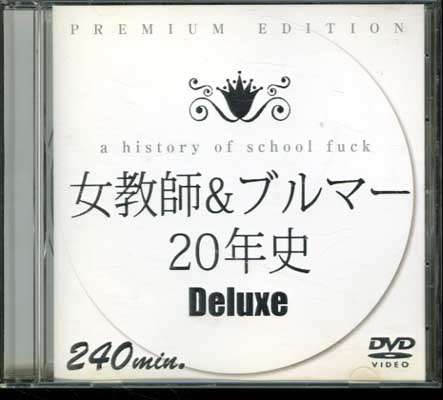 PREMIUM EDITION
a history of school fuck
女教師&ブルマー
20年史
Deluxe
240min.
DVD
VIDEO